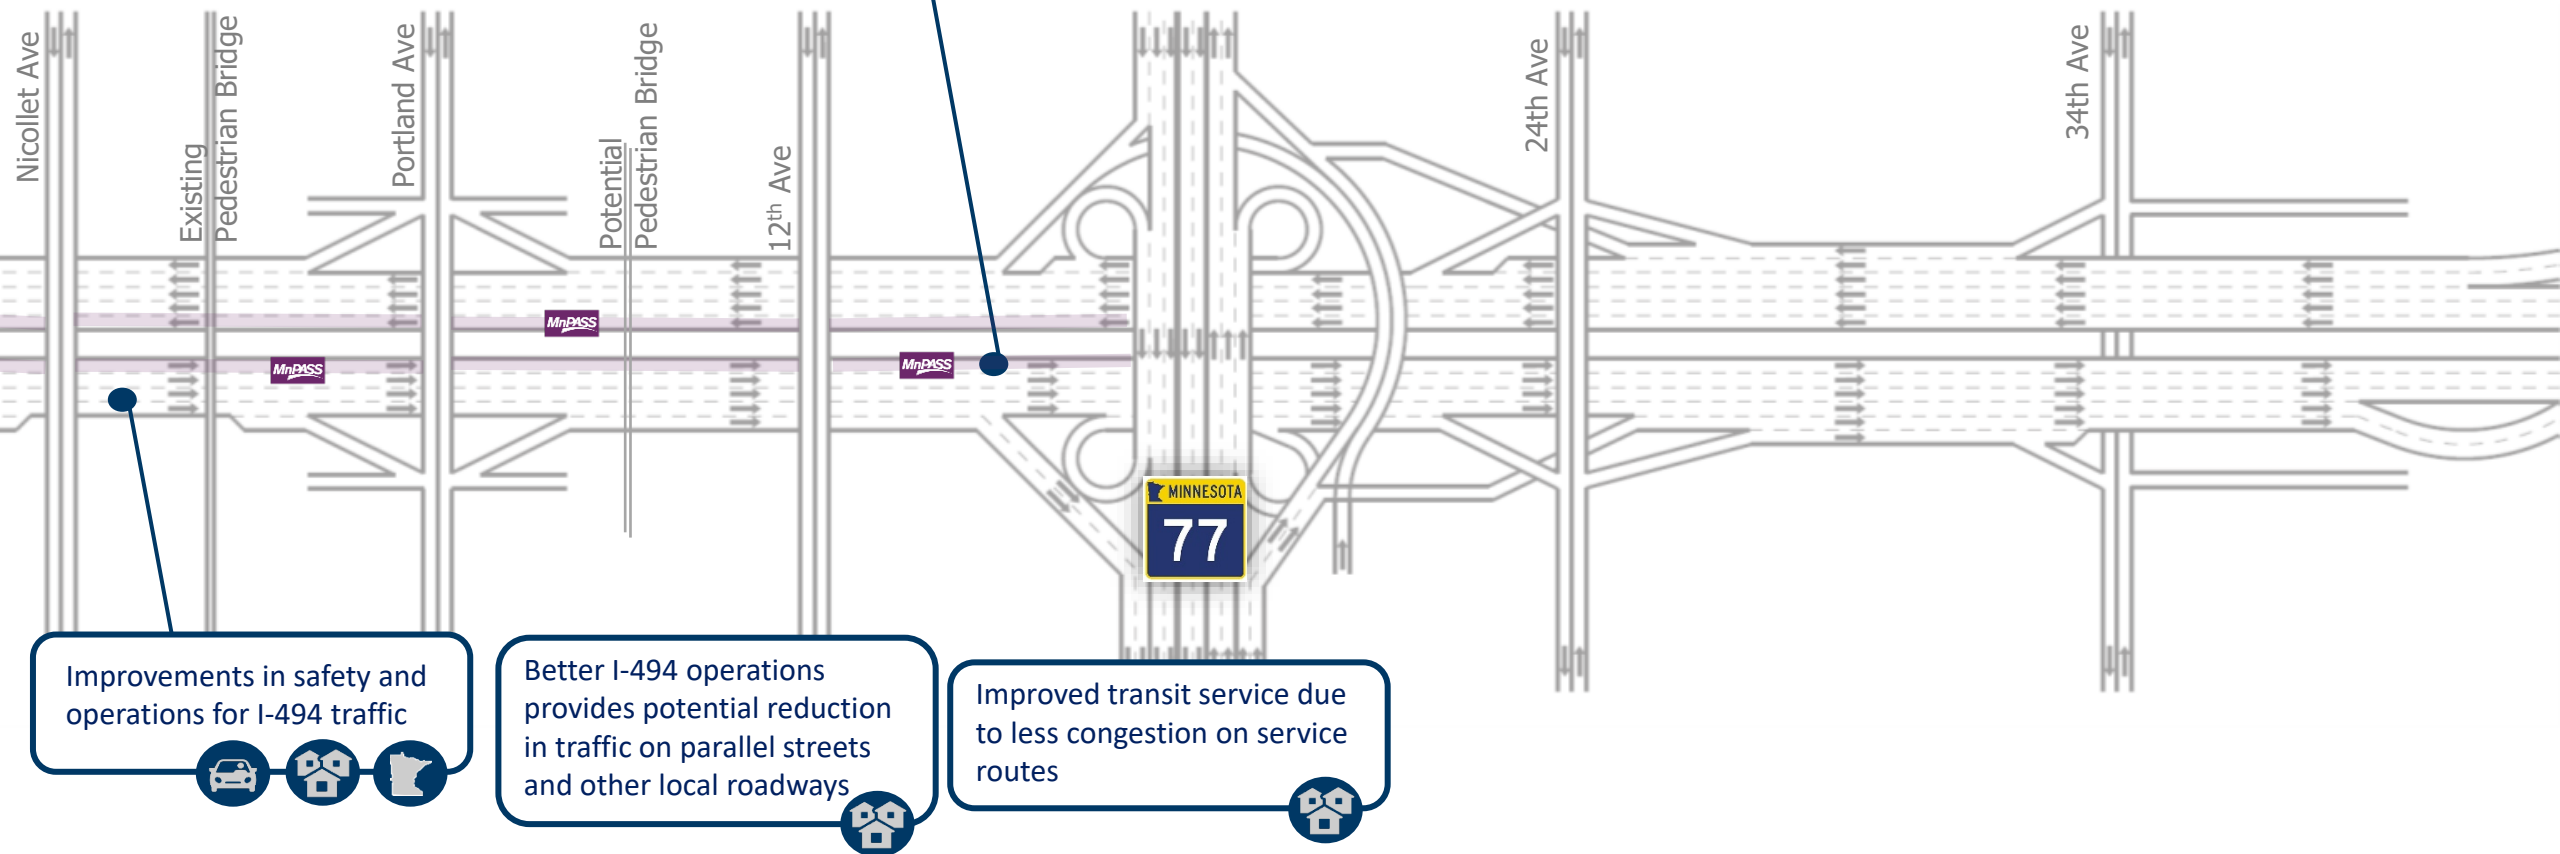 Nicollet Ave
Existing
Pedestrian Bridge
Portland Ave
Potential
Pedestrian Bridge
12th Ave
24th Ave
34th Ave
MnPASS
MnPASS
MnPASS
MINNESOTA
77
Improvements in safety and
operations for I-494 traffic
Better I-494 operations
provides potential reduction
in traffic on parallel streets
and other local roadways
Improved transit service due
to less congestion on service
routes